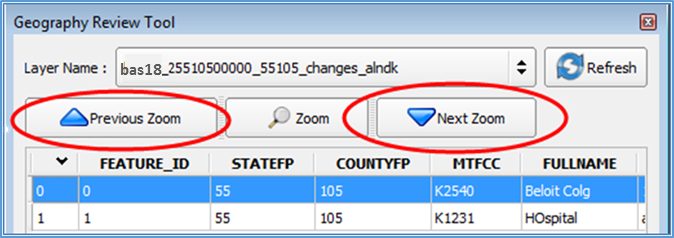 Geography Review Tool
Layer Name : bas18_25510500000_55105_changes_alndk Refresh
Previous Zoom Zoom Next Zoom
FEATURE_ID STATEFP COUNTYFP MTFCC FULLNAME
0 0 55 105 K2540 Beloit Colg
1 1 55 105 K1231 HOspital